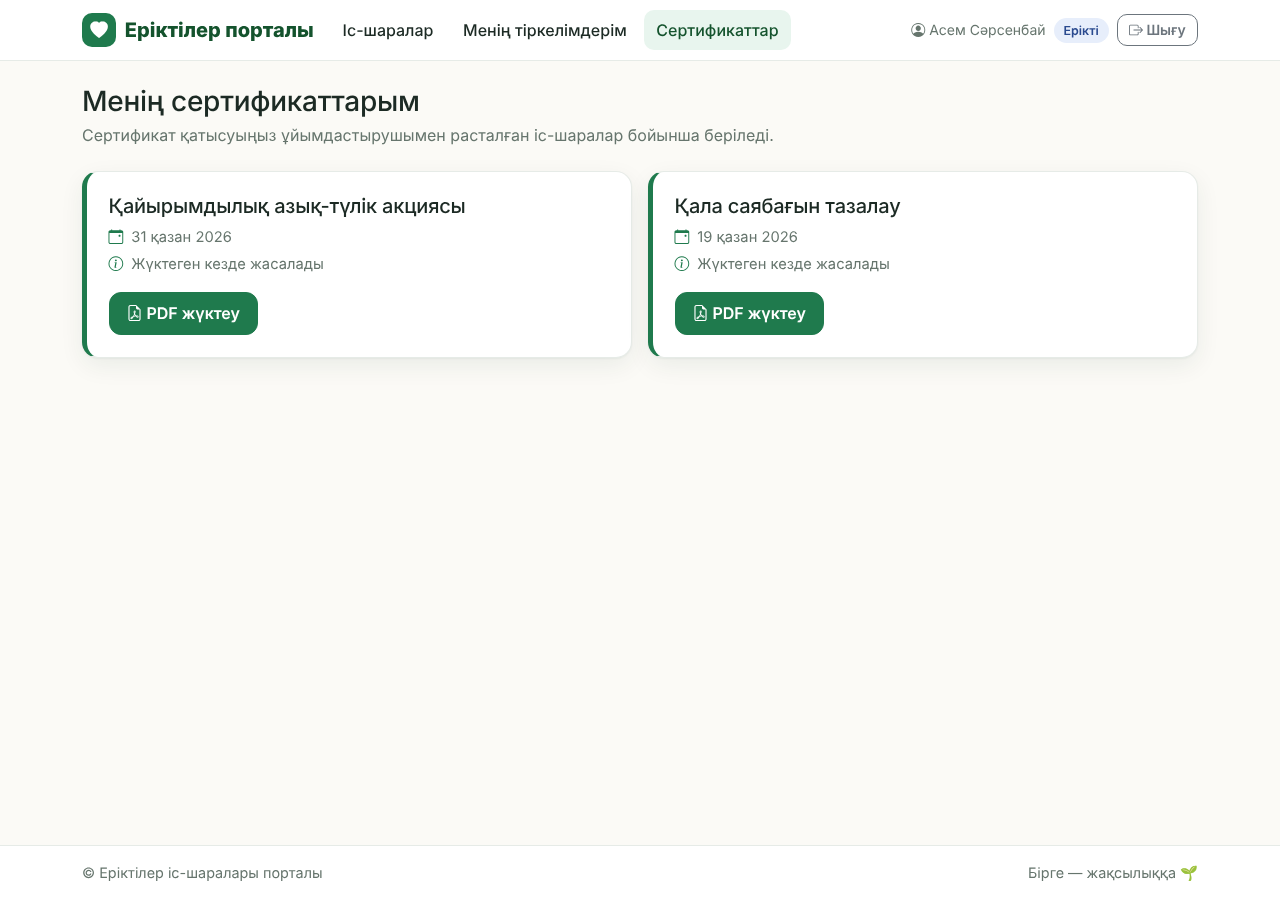 Еріктілер порталы Іс-шаралар Менің тіркелімдерім Сертификаттар Асем Сәрсенбай Ерікті Шығу
Менің сертификаттарым
Сертификат қатысуыңыз ұйымдастырушымен расталған іс-шаралар бойынша беріледі.
Қайырымдылық азық-түлік акциясы
31 қазан 2026
Жүктеген кезде жасалады
PDF жүктеу
Қала саябағын тазалау
19 қазан 2026
Жүктеген кезде жасалады
PDF жүктеу
© Еріктілер іс-шаралары порталы Бірге — жақсылыққа 🌱